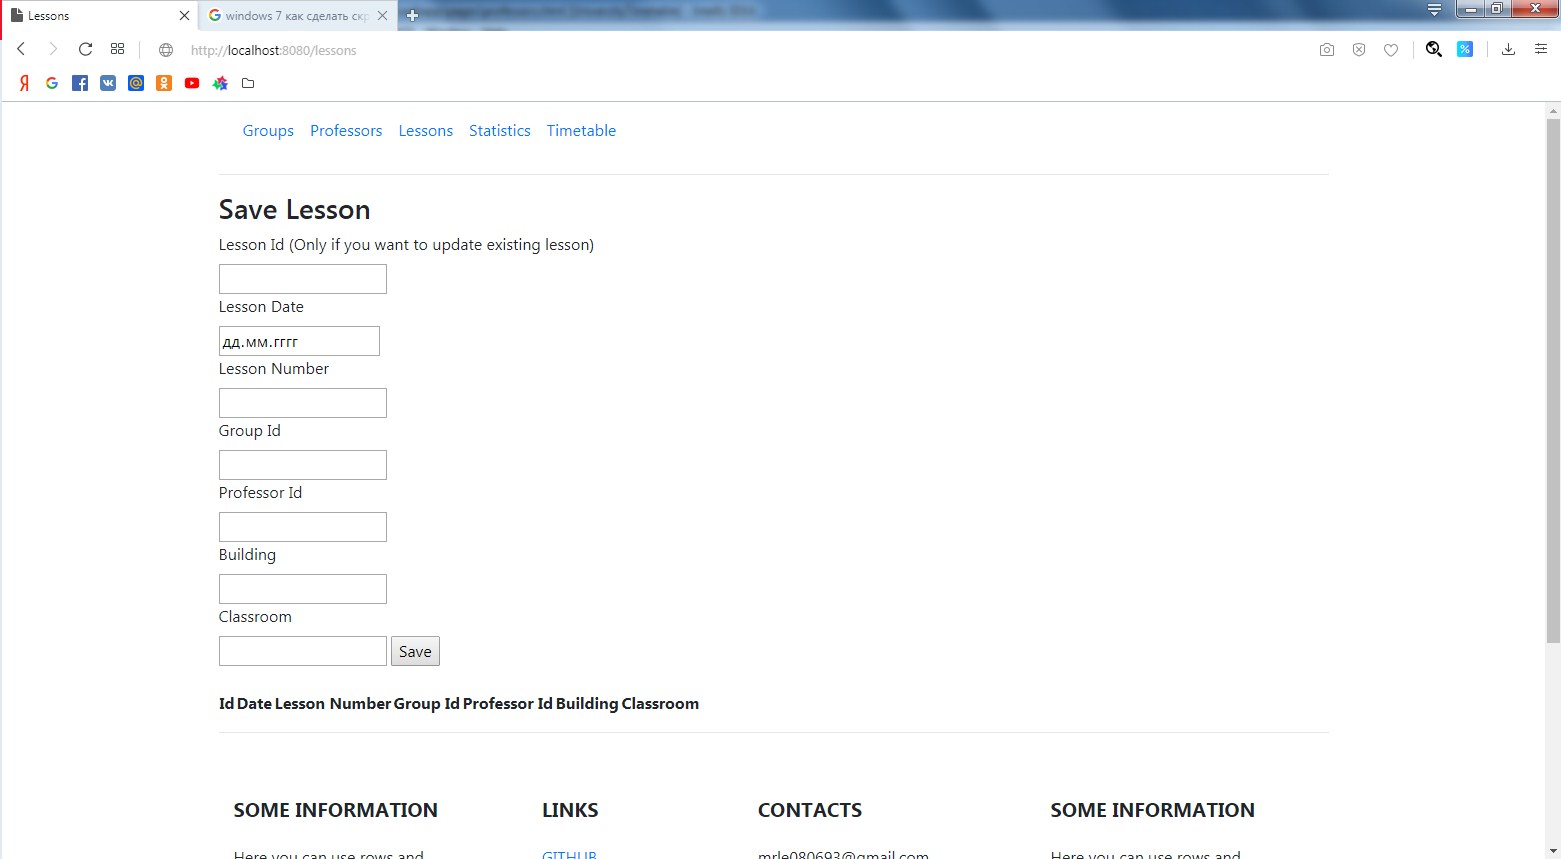 Lessons
windows 7 как сделать скр
http://localhost:8080/lessons
Groups Professors Lessons Statistics Timetable
Save Lesson
Lesson Id (Only if you want to update existing lesson)
Lesson Date
дд.мм.гггг
Lesson Number
Group Id
Professor Id
Building
Classroom
Save
Id Date Lesson Number Group Id Professor Id Building Classroom
SOME INFORMATION LINKS CONTACTS SOME INFORMATION
Here you can use rows and GITHUB mrle080693@gmail.com Here you can use rows and